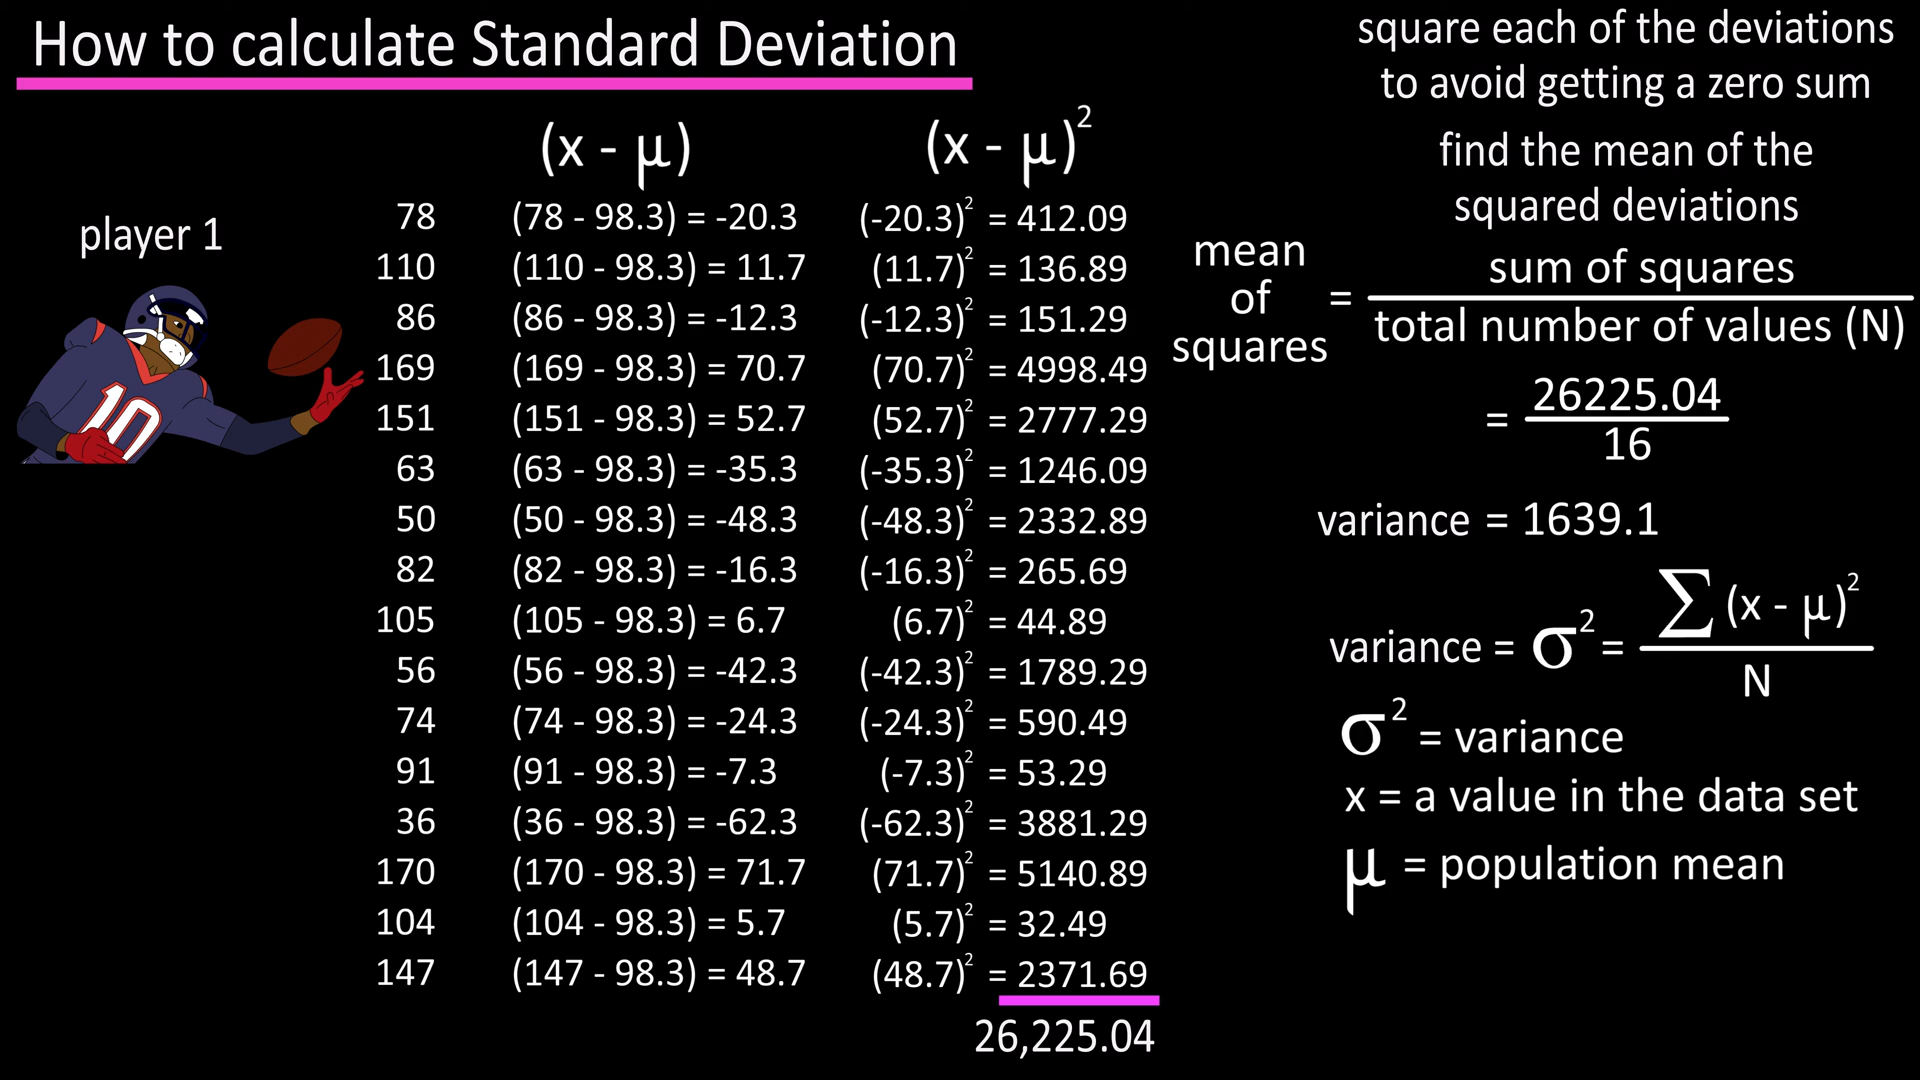 How to calculate Standard Deviation
square each of the deviations
to avoid getting a zero sum
(x - μ)
(x - μ)²
find the mean of the
squared deviations
player 1
10
78 (78 - 98.3) = -20.3 (-20.3)² = 412.09
110 (110 - 98.3) = 11.7 (11.7)² = 136.89
86 (86 - 98.3) = -12.3 (-12.3)² = 151.29
169 (169 - 98.3) = 70.7 (70.7)² = 4998.49
151 (151 - 98.3) = 52.7 (52.7)² = 2777.29
63 (63 - 98.3) = -35.3 (-35.3)² = 1246.09
50 (50 - 98.3) = -48.3 (-48.3)² = 2332.89
82 (82 - 98.3) = -16.3 (-16.3)² = 265.69
105 (105 - 98.3) = 6.7 (6.7)² = 44.89
56 (56 - 98.3) = -42.3 (-42.3)² = 1789.29
74 (74 - 98.3) = -24.3 (-24.3)² = 590.49
91 (91 - 98.3) = -7.3 (-7.3)² = 53.29
36 (36 - 98.3) = -62.3 (-62.3)² = 3881.29
170 (170 - 98.3) = 71.7 (71.7)² = 5140.89
104 (104 - 98.3) = 5.7 (5.7)² = 32.49
147 (147 - 98.3) = 48.7 (48.7)² = 2371.69
26,225.04
mean
of
squares
=
sum of squares
total number of values (N)
= 26225.04
16
variance = 1639.1
variance = σ² = ∑ (x - μ)²
N
σ² = variance
x = a value in the data set
μ = population mean